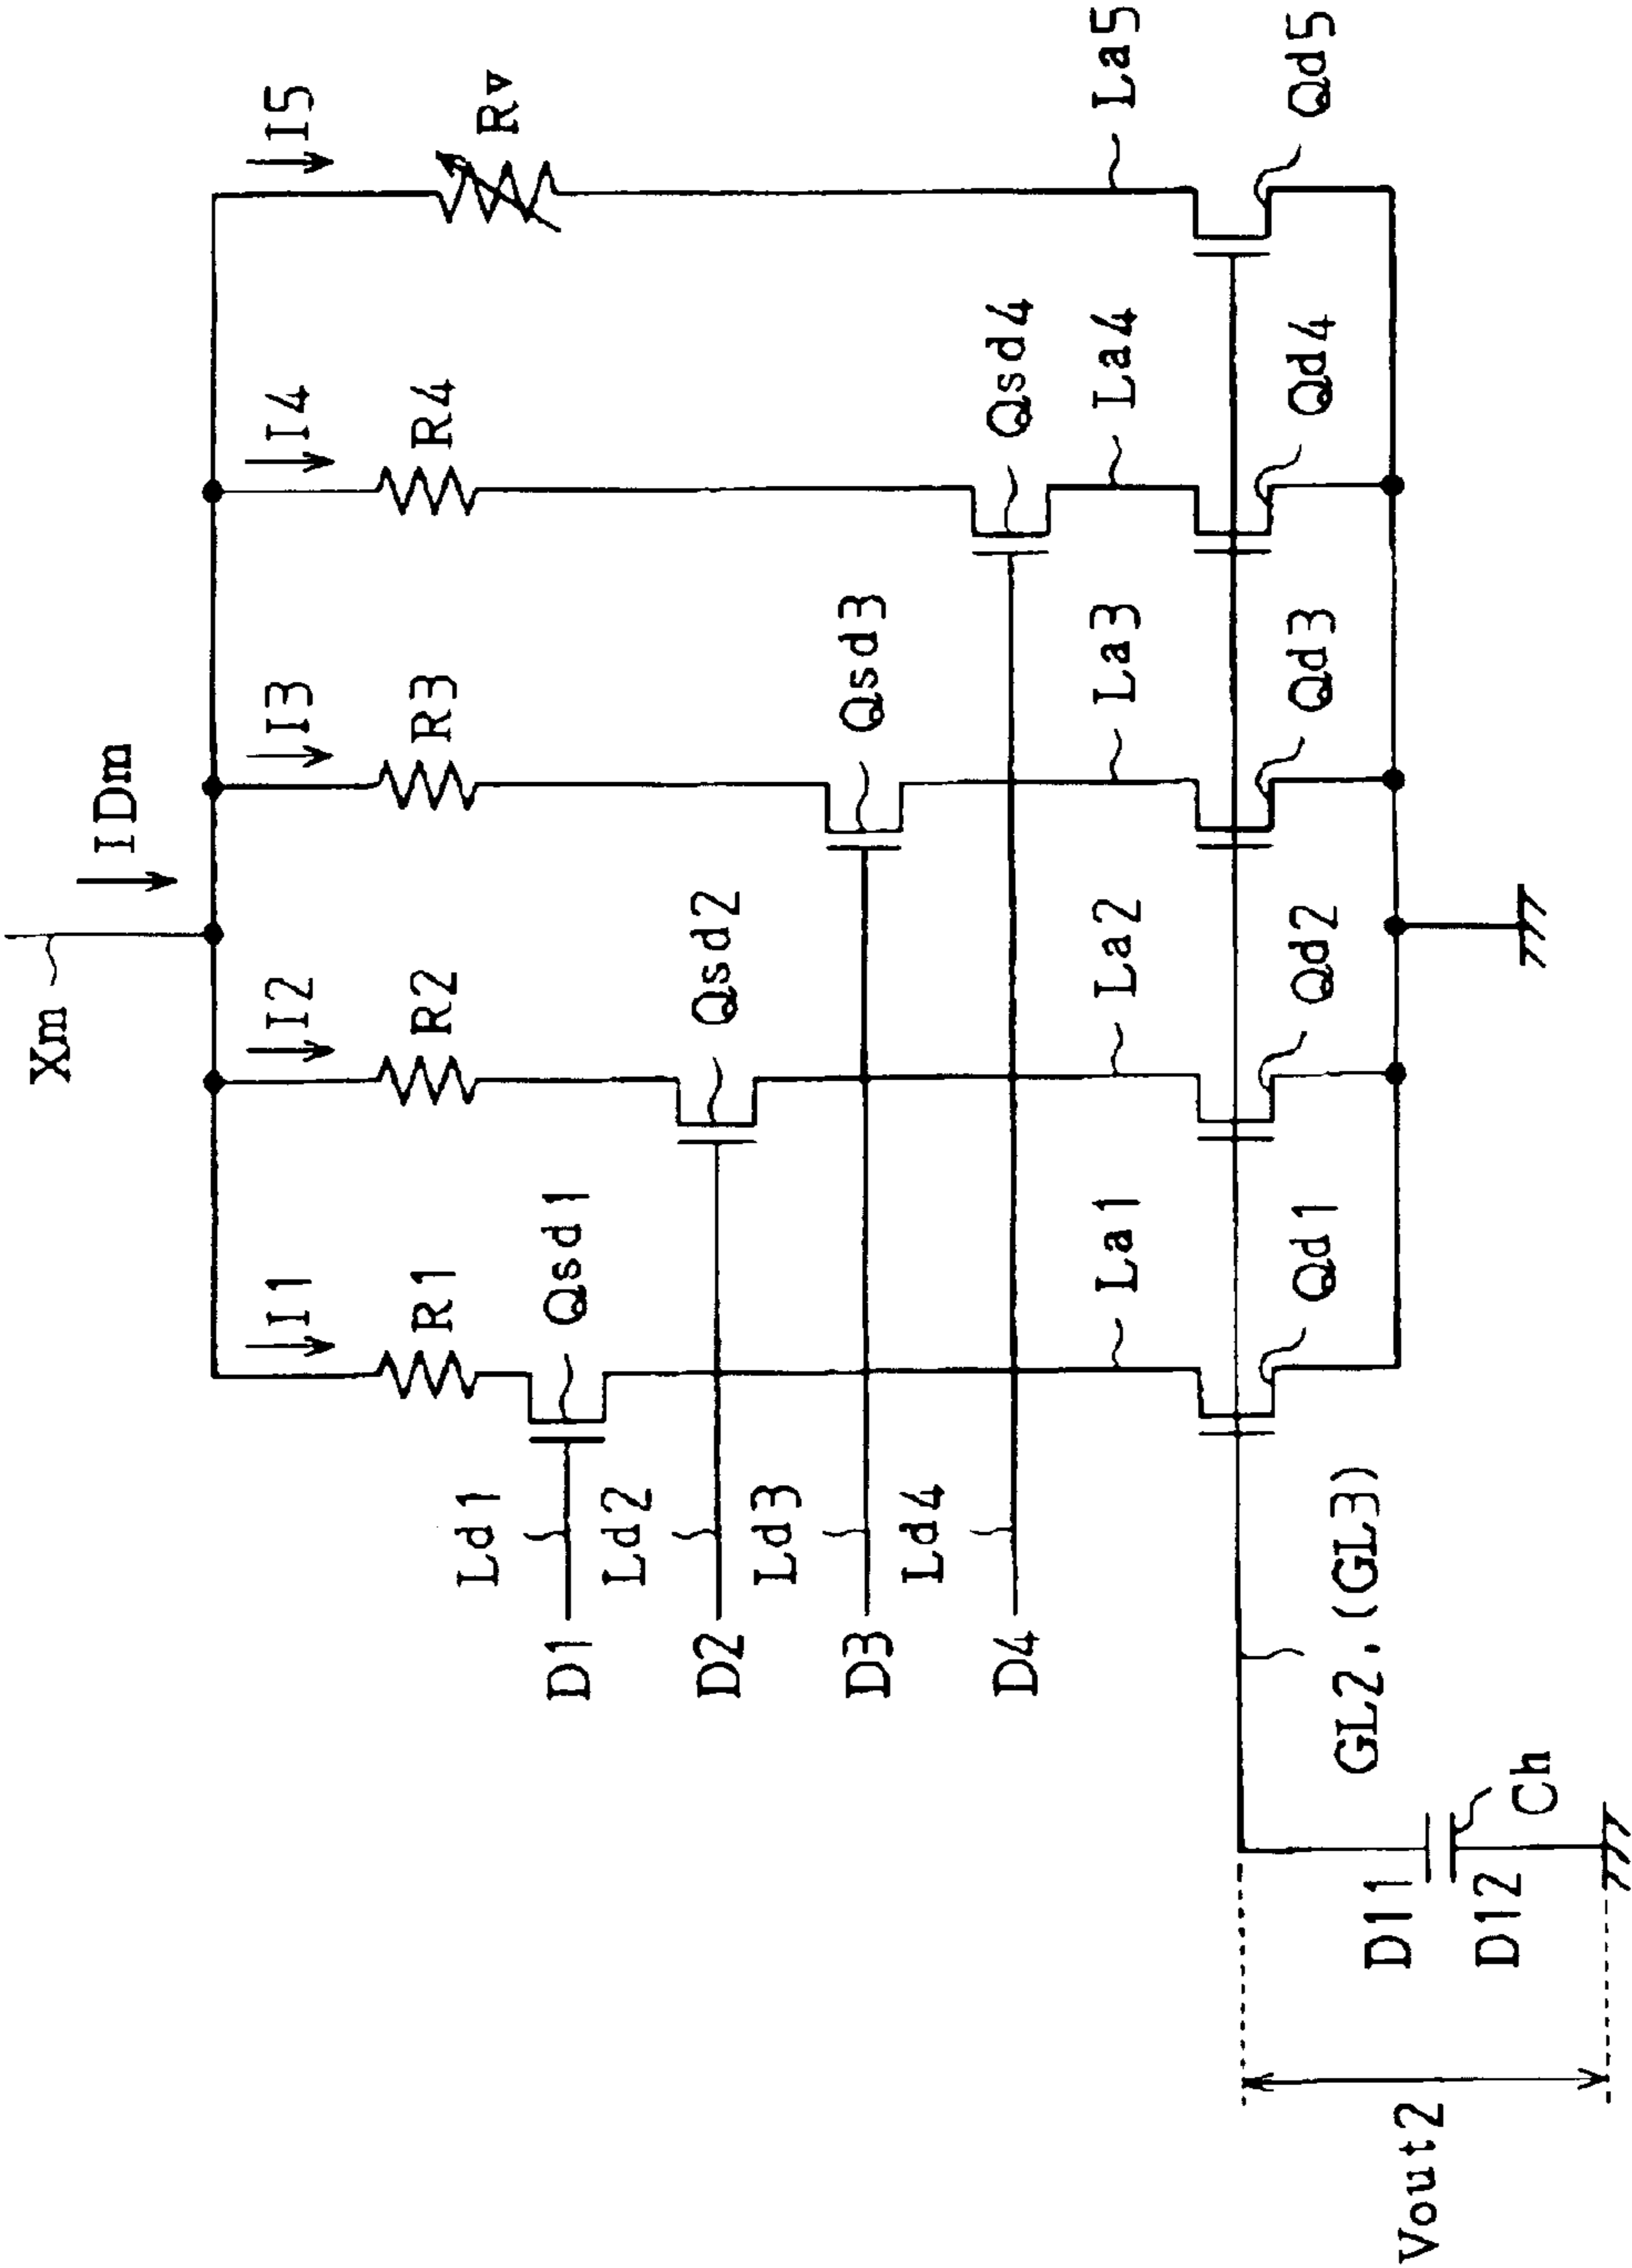 Xm
IDm
I1
I2
I3
I4
I5
R1
R2
R3
R4
Rv
Qsd1
Qsd2
Qsd3
Qsd4
Ld1
Ld2
Ld3
Ld4
D1
D2
D3
D4
La1
La2
La3
La4
La5
Qd1
Qd2
Qd3
Qd4
Qd5
GL2,(GL3)
D11
D12
Ch
Vout2